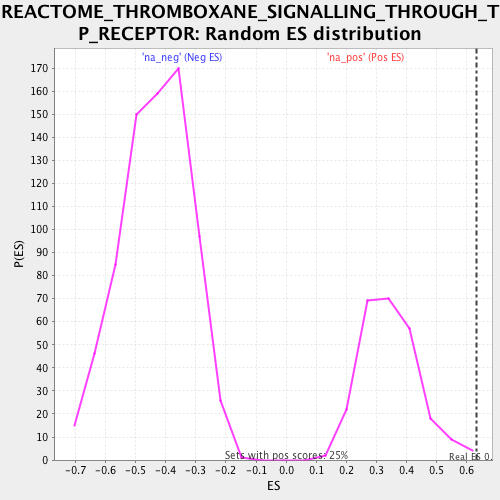 REACTOME_THROMBOXANE_SIGNALLING_THROUGH_T
P_RECEPTOR: Random ES distribution
'na_neg' (Neg ES) 'na_pos' (Pos ES)
170
160
150
140
130
120
110
100
90
80
70
60
50
40
30
20
10
0
P(ES)
Sets with pos scores: 25%
Real ES 0.
-0.7 -0.6 -0.5 -0.4 -0.3 -0.2 -0.1 0.0 0.1 0.2 0.3 0.4 0.5 0.6
ES